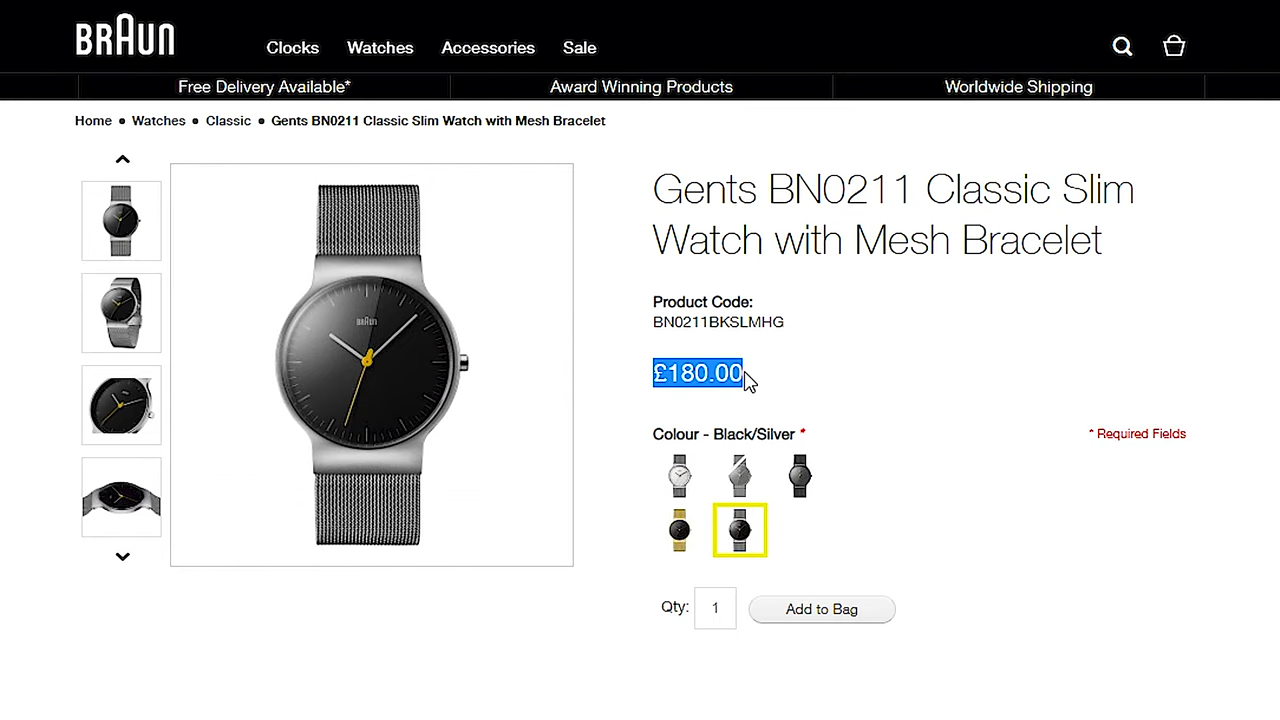 BRAUN
Clocks Watches Accessories Sale
Free Delivery Available* Award Winning Products Worldwide Shipping
Home • Watches • Classic • Gents BN0211 Classic Slim Watch with Mesh Bracelet
BRAUN
Gents BN0211 Classic Slim
Watch with Mesh Bracelet
Product Code:
BN0211BKSLMHG
£180.00
Colour - Black/Silver *
* Required Fields
Qty: 1 Add to Bag